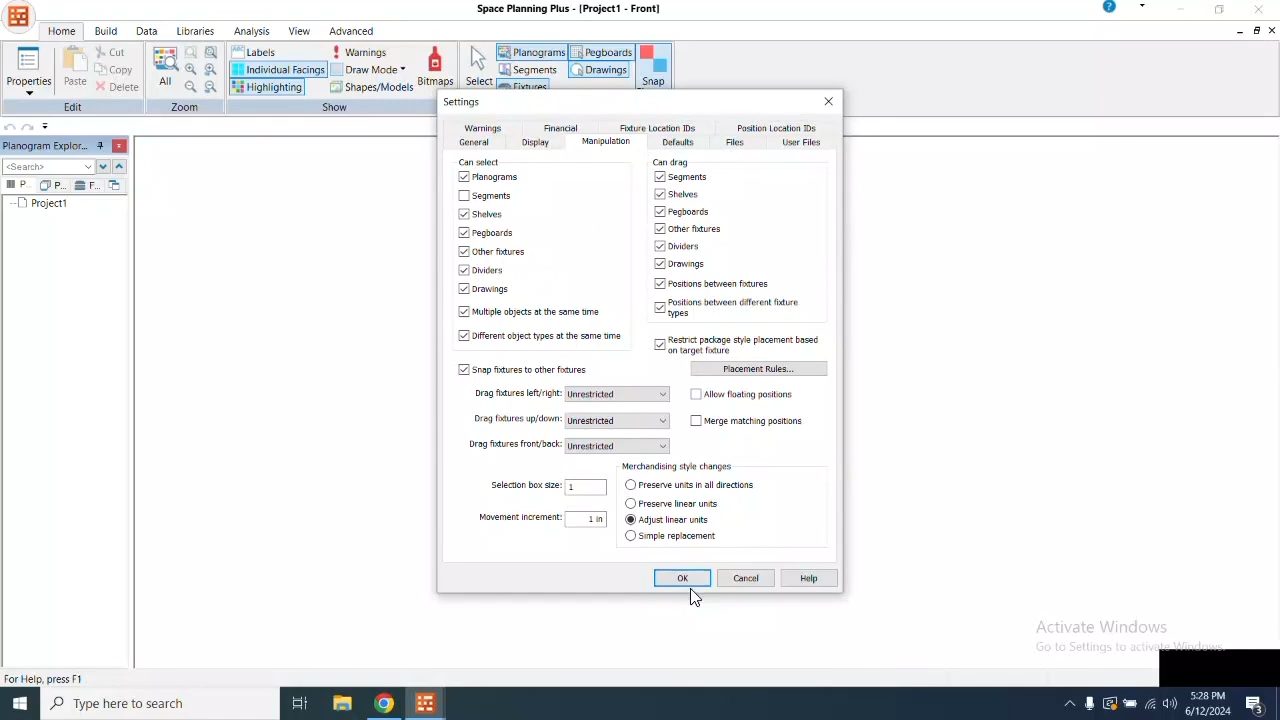 Space Planning Plus - [Project1 - Front]
Home Build Data Libraries Analysis View Advanced
Properties
Paste
Cut
Copy
Delete
Edit
All
Zoom
Labels
Individual Facings
Highlighting
Warnings
Draw Mode
Shapes/Models
Bitmaps
Show
Select
Planograms
Segments
Fixtures
Pegboards
Drawings
Snap
Planogram Explor...
<Search>
P... P... F...
Project1
Settings
Warnings Financial Fixture Location IDs Position Location IDs
General Display Manipulation Defaults Files User Files
Can select
Planograms
Segments
Shelves
Pegboards
Other fixtures
Dividers
Drawings
Multiple objects at the same time
Different object types at the same time
Can drag
Segments
Shelves
Pegboards
Other fixtures
Dividers
Drawings
Positions between fixtures
Positions between different fixture
types
Restrict package style placement based
on target fixture
Snap fixtures to other fixtures
Placement Rules...
Drag fixtures left/right: Unrestricted
Allow floating positions
Drag fixtures up/down: Unrestricted
Merge matching positions
Drag fixtures front/back: Unrestricted
Selection box size: 1
Movement increment: 1 in
Merchandising style changes
Preserve units in all directions
Preserve linear units
Adjust linear units
Simple replacement
OK Cancel Help
Activate Windows
Go to Settings to activate Windows.
For Help, press F1
Type here to search
5:28 PM
6/12/2024
3